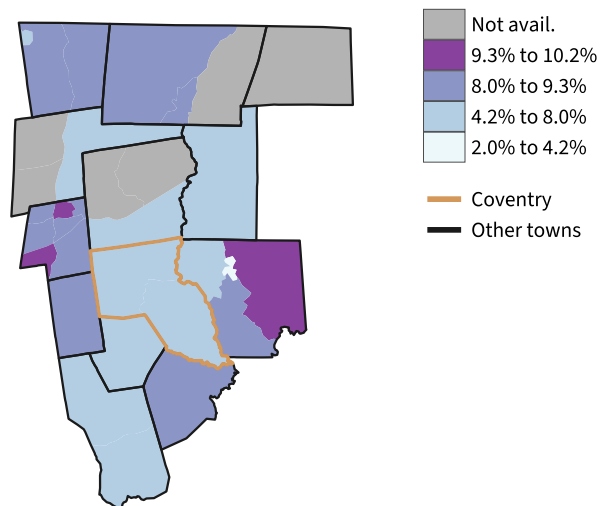 Not avail.
9.3% to 10.2%
8.0% to 9.3%
4.2% to 8.0%
2.0% to 4.2%
Coventry
Other towns